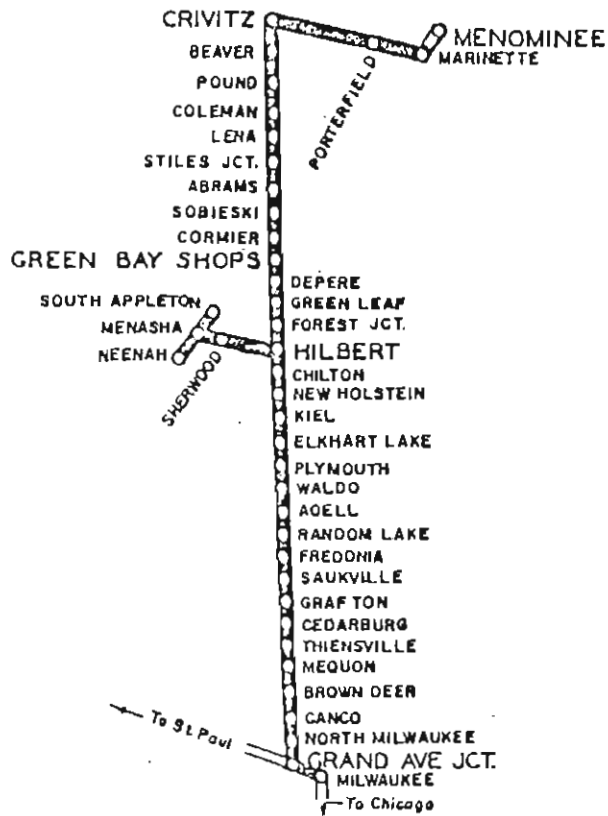 CRIVITZ
MENOMINEE
MARINETTE
PORTERFIELD
BEAVER
POUND
COLEMAN
LENA
STILES JCT.
ABRAMS
SOBIESKI
CORMIER
GREEN BAY SHOPS
DEPERE
GREEN LEAF
FOREST JCT.
SOUTH APPLETON
MENASHA
NEENAH
SHERWOOD
HILBERT
CHILTON
NEW HOLSTEIN
KIEL
ELKHART LAKE
PLYMOUTH
WALDO
ADELL
RANDOM LAKE
FREDONIA
SAUKVILLE
GRAFTON
CEDARBURG
THIENSVILLE
MEQUON
BROWN DEER
CANCO
NORTH MILWAUKEE
To St. Paul
GRAND AVE JCT.
MILWAUKEE
To Chicago